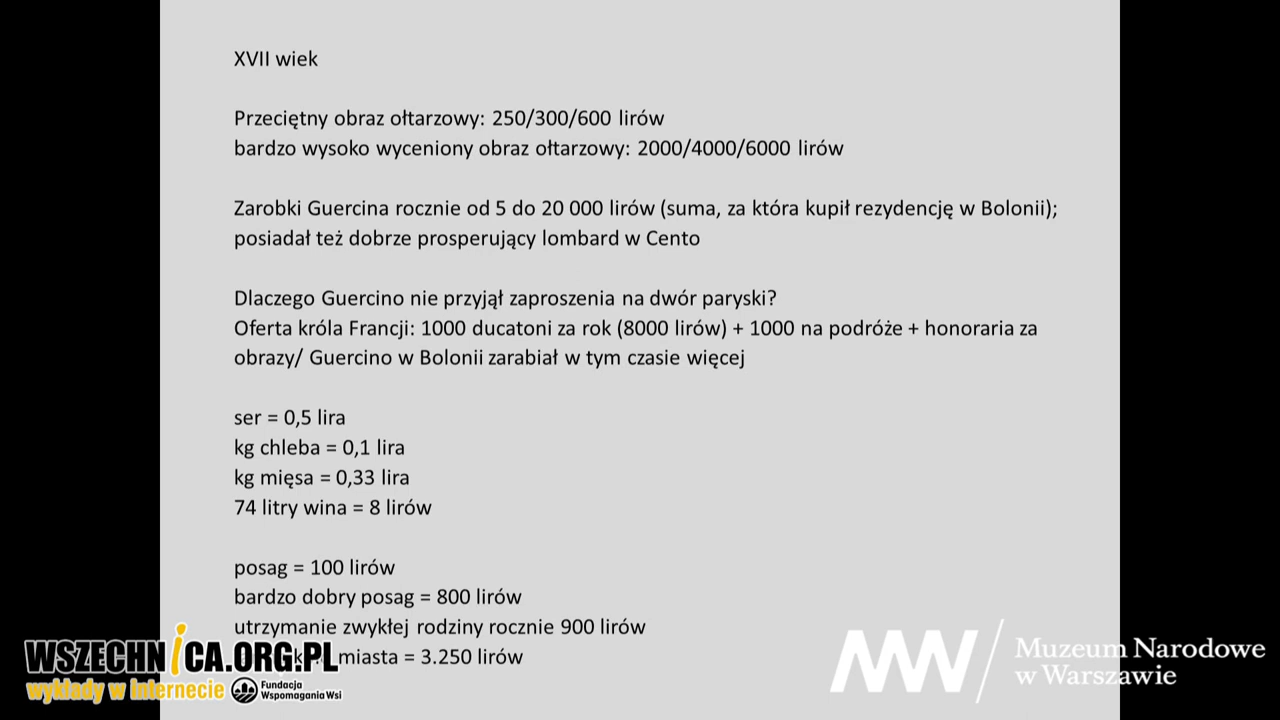 XVII wiek
Przeciętny obraz ołtarzowy: 250/300/600 lirów
bardzo wysoko wyceniony obraz ołtarzowy: 2000/4000/6000 lirów
Zarobki Guercina rocznie od 5 do 20 000 lirów (suma, za która kupił rezydencję w Bolonii);
posiadał też dobrze prosperujący lombard w Cento
Dlaczego Guercino nie przyjął zaproszenia na dwór paryski?
Oferta króla Francji: 1000 ducatoni za rok (8000 lirów) + 1000 na podróże + honoraria za
obrazy/ Guercino w Bolonii zarabiał w tym czasie więcej
ser = 0,5 lira
kg chleba = 0,1 lira
kg mięsa = 0,33 lira
74 litry wina = 8 lirów
posag = 100 lirów
bardzo dobry posag = 800 lirów
utrzymanie zwykłej rodziny rocznie 900 lirów
miasta = 3.250 lirów
WSZECHNICA.ORG.PL
wykłady w Internecie
Fundacja
Wspomagania Wsi
Muzeum Narodowe
w Warszawie